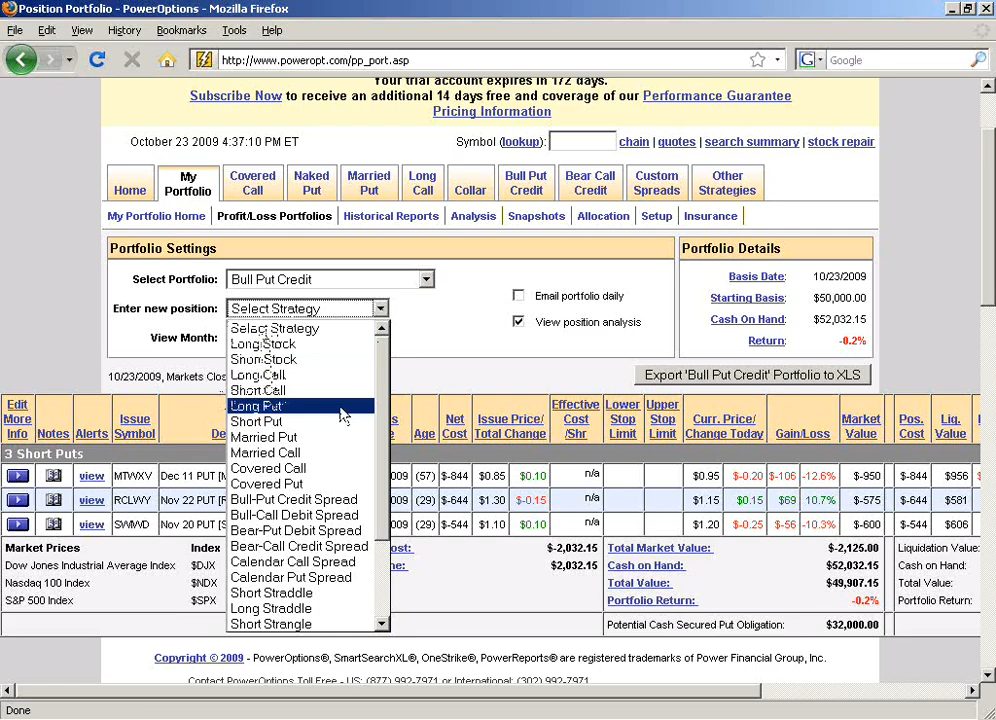 Position Portfolio - PowerOptions - Mozilla Firefox
File Edit View History Bookmarks Tools Help
http://www.poweropt.com/pp_port.asp
G Google
Your trial account expires in 172 days.
Subscribe Now to receive an additional 14 days free and coverage of our Performance Guarantee
Pricing Information
October 23 2009 4:37:10 PM ET
Symbol (lookup): chain | quotes | search summary | stock repair
Home
My Portfolio
Covered Call
Naked Put
Married Put
Long Call
Collar
Bull Put Credit
Bear Call Credit
Custom Spreads
Other Strategies
My Portfolio Home | Profit/Loss Portfolios | Historical Reports | Analysis | Snapshots | Allocation | Setup | Insurance
Portfolio Settings
Select Portfolio: Bull Put Credit
Enter new position: Select Strategy
View Month:
Email portfolio daily
View position analysis
Portfolio Details
Basis Date: 10/23/2009
Starting Basis: $50,000.00
Cash On Hand: $52,032.15
Return: -0.2%
Select Strategy
Long Stock
Short Stock
Long Call
Short Call
Long Put
Short Put
Married Put
Married Call
Covered Call
Covered Put
Bull-Put Credit Spread
Bull-Call Debit Spread
Bear-Put Debit Spread
Bear-Call Credit Spread
Calendar Call Spread
Calendar Put Spread
Short Straddle
Long Straddle
Short Strangle
10/23/2009, Markets Clos
Export 'Bull Put Credit' Portfolio to XLS
Edit More Info
Notes
Alerts
Issue Symbol
De
Age
Net Cost
Issue Price/ Total Change
Effective Cost /Shr
Lower Stop Limit
Upper Stop Limit
Curr. Price/ Change Today
Gain/Loss
Market Value
Pos. Cost
Liq. Value
3 Short Puts
view MTWXV Dec 11 PUT [M (57) $-844 $0.85 $0.10 n/a $0.95 $-0.20 $-106 -12.6% $-950 $-844 $956
view RCLWY Nov 22 PUT [R (29) $-644 $1.30 $-0.15 n/a $1.15 $0.15 $69 10.7% $-575 $-644 $581
view SWMWD Nov 20 PUT [S (29) $-544 $1.10 $0.10 n/a $1.20 $-0.25 $-56 -10.3% $-600 $-544 $606
Market Prices Index
Dow Jones Industrial Average Index $DJX
Nasdaq 100 Index $NDX
S&P 500 Index $SPX
ost: $-2,032.15
me: $2,032.15
Total Market Value: $-2,125.00
Cash on Hand: $52,032.15
Total Value: $49,907.15
Portfolio Return: -0.2%
Potential Cash Secured Put Obligation: $32,000.00
Liquidation Value
Cash on Hand:
Total Value:
Portfolio Return:
Copyright © 2009 - PowerOptions®, SmartSearchXL®, OneStrike®, PowerReports® are registered trademarks of Power Financial Group, Inc.
Contact PowerOptions Toll Free - US: (877) 992-7971 or International: (302) 992-7971
Done